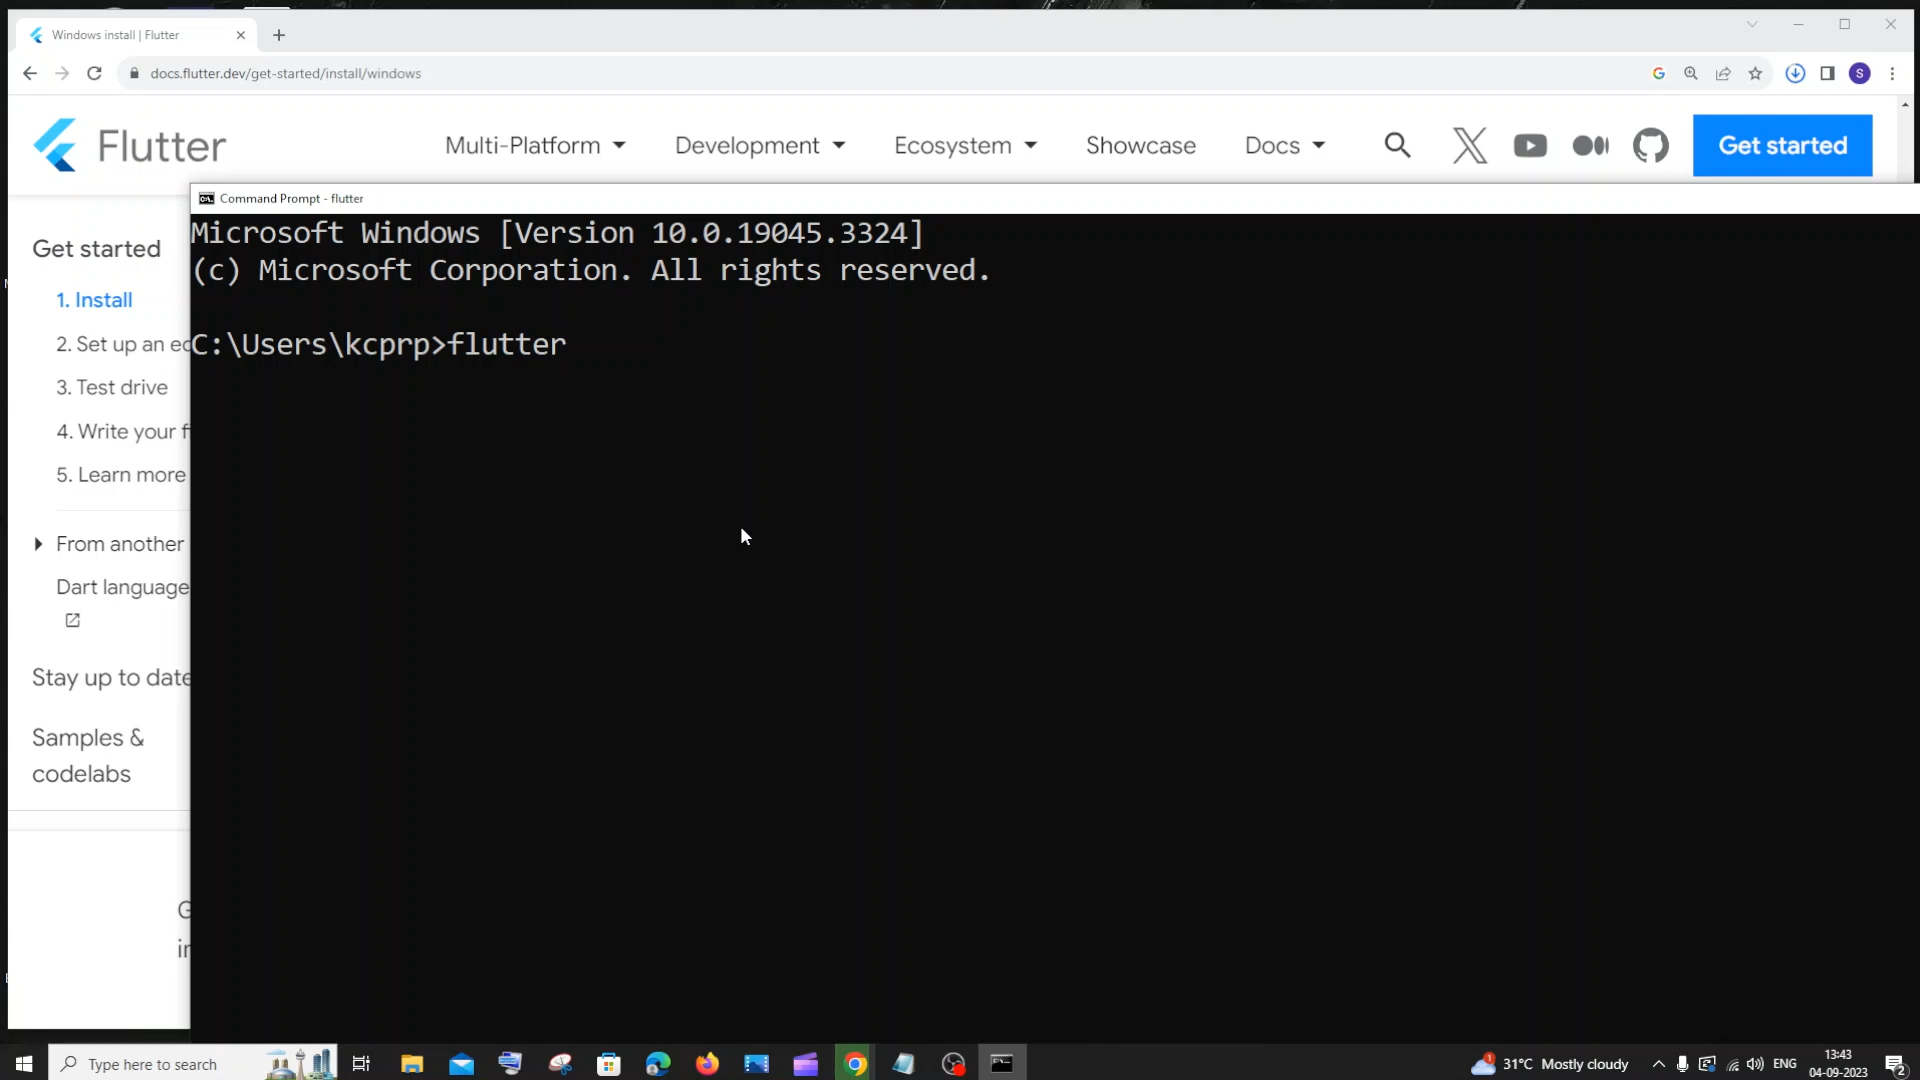 Windows install | Flutter
docs.flutter.dev/get-started/install/windows
G
S
Flutter
Multi-Platform
Development
Ecosystem
Showcase
Docs
X
Get started
Command Prompt - flutter
Microsoft Windows [Version 10.0.19045.3324]
(c) Microsoft Corporation. All rights reserved.
C:\Users\kcprp>flutter
Get started
1. Install
2. Set up an
3. Test drive
4. Write your
5. Learn more
From another
Dart language
Stay up to date
Samples &
codelabs
Type here to search
1
31°C Mostly cloudy
ENG
13:43
04-09-2023
2